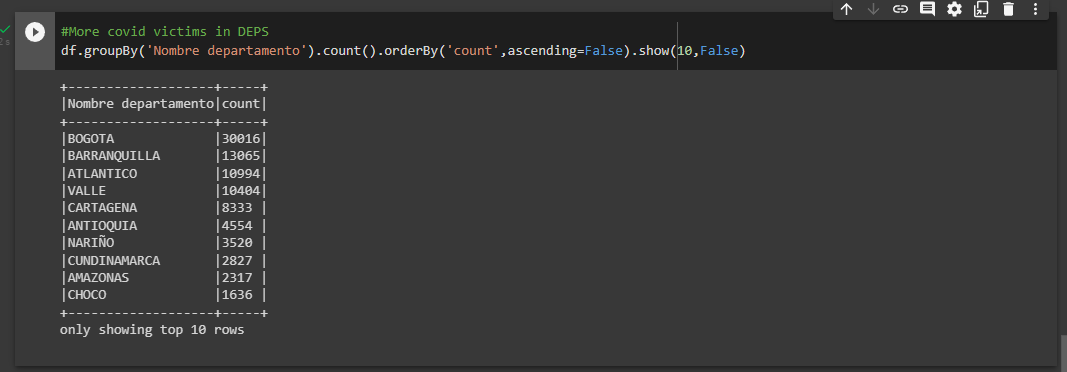 #More covid victims in DEPS
2 s
df.groupBy('Nombre departamento').count().orderBy('count',ascending=False).show(10,False)
+-------------------+-----+
|Nombre departamento|count|
+-------------------+-----+
|BOGOTA             |30016|
|BARRANQUILLA       |13065|
|ATLANTICO          |10994|
|VALLE              |10404|
|CARTAGENA          |8333 |
|ANTIOQUIA          |4554 |
|NARIÑO             |3520 |
|CUNDINAMARCA       |2827 |
|AMAZONAS           |2317 |
|CHOCO              |1636 |
+-------------------+-----+
only showing top 10 rows